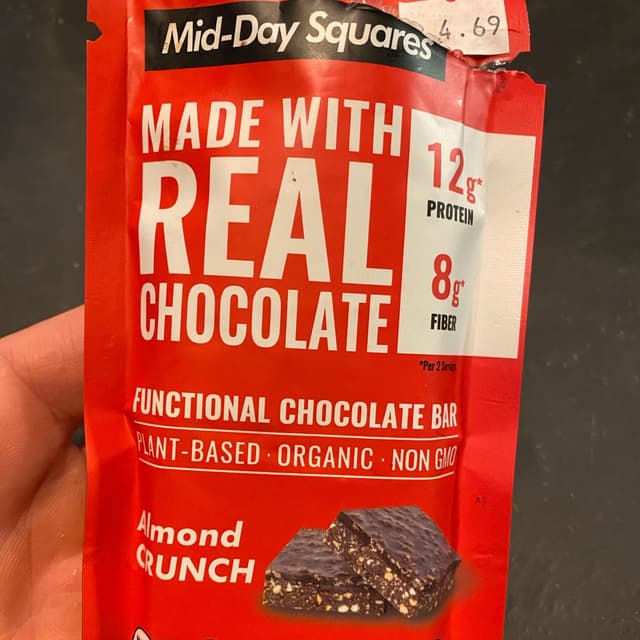 Mid-Day Squares
4.69
MADE WITH
REAL
CHOCOLATE
12g*
PROTEIN
8g*
FIBER
*Per 2
FUNCTIONAL CHOCOLATE BAR
PLANT-BASED · ORGANIC · NON GMO
Almond
CRUNCH